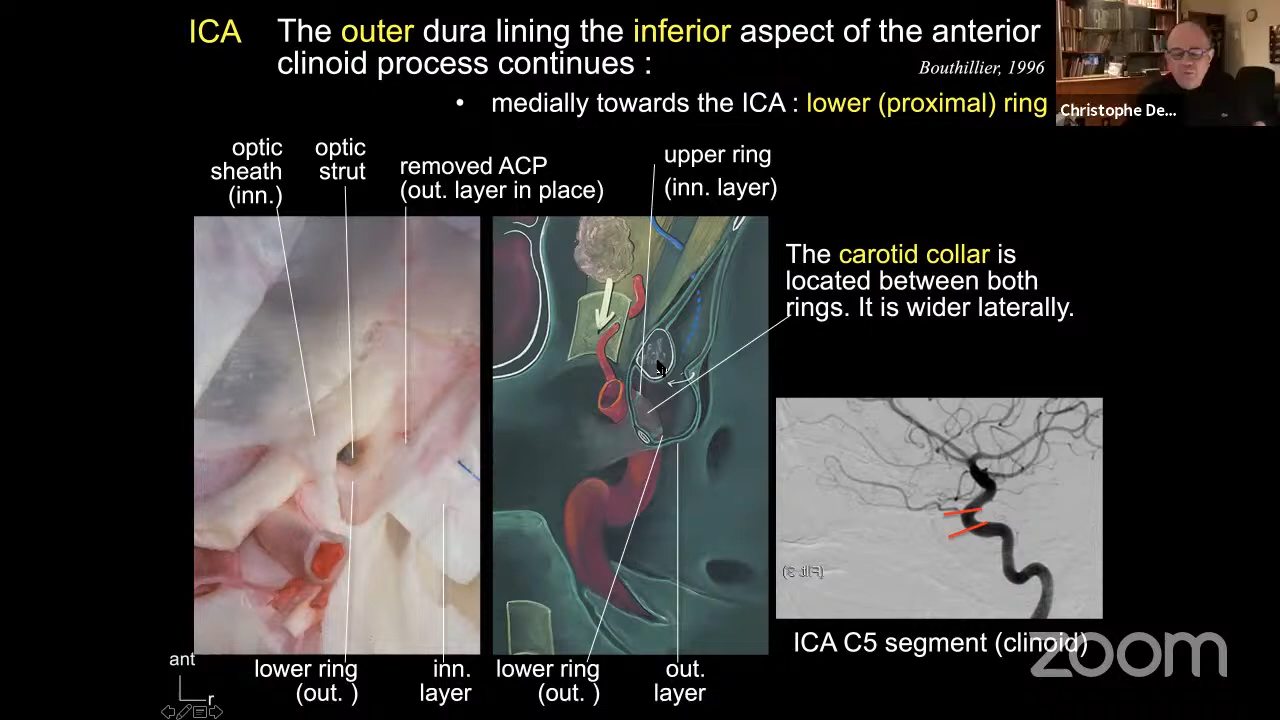 ICA The outer dura lining the inferior aspect of the anterior
clinoid process continues :
Bouthillier, 1996
• medially towards the ICA : lower (proximal) ring
Christophe De...
optic
sheath
(inn.)
optic
strut
removed ACP
(out. layer in place)
upper ring
(inn. layer)
The carotid collar is
located between both
rings. It is wider laterally.
ICA C5 segment (clinoid)
lower ring
(out. )
inn.
layer
lower ring
(out. )
out.
layer
ant
r
zoom